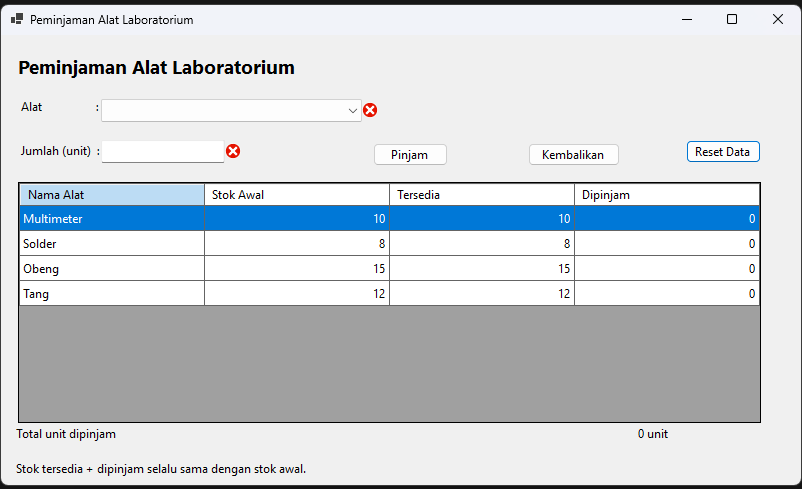 Peminjaman Alat Laboratorium
Peminjaman Alat Laboratorium
Alat :
Jumlah (unit) :
Pinjam Kembalikan Reset Data
Nama Alat Stok Awal Tersedia Dipinjam
Multimeter 10 10 0
Solder 8 8 0
Obeng 15 15 0
Tang 12 12 0
Total unit dipinjam 0 unit
Stok tersedia + dipinjam selalu sama dengan stok awal.